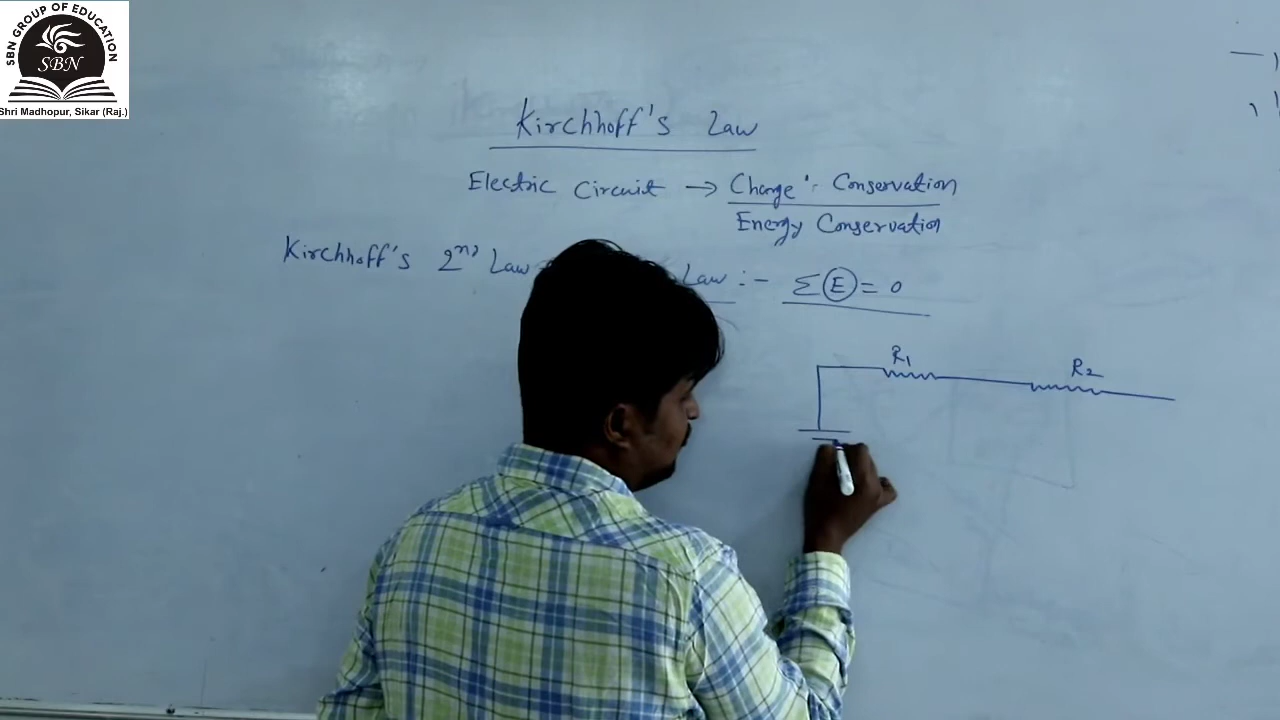 SBN GROUP OF EDUCATION
SBN
Shri Madhopur, Sikar (Raj.)
Kirchhoff's Law
Electric Circuit → Charge Conservation
Energy Conservation
Kirchhoff's 2nd Law Law :- ΣE = 0
R1 R2